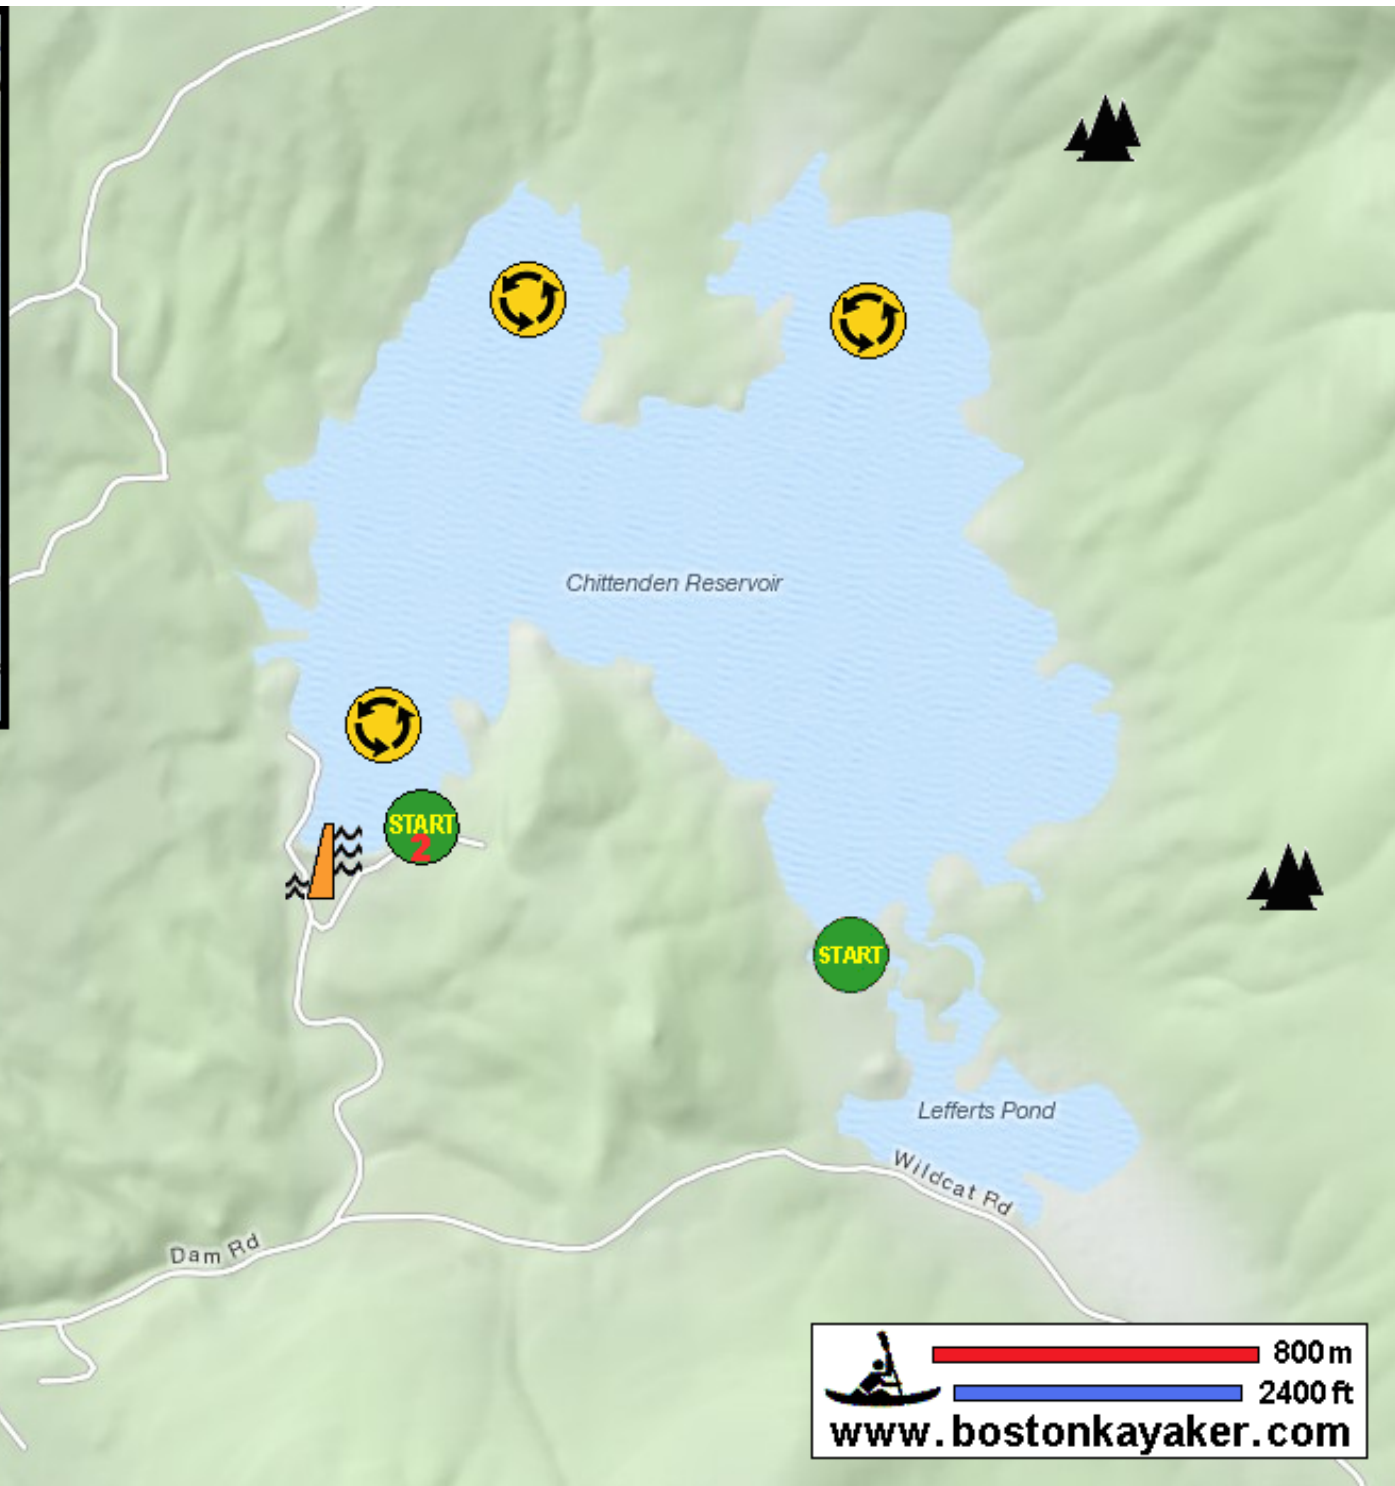 Chittenden Reservoir
START
2
START
Lefferts Pond
Wildcat Rd
Dam Rd
800 m
2400 ft
www.bostonkayaker.com